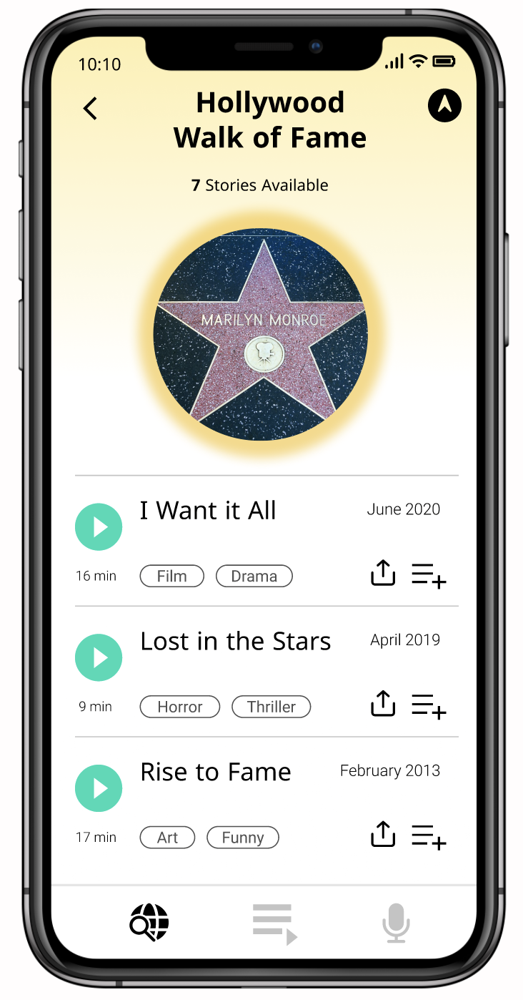 10:10
Hollywood
Walk of Fame
7 Stories Available
MARILYN MONROE
I Want it All
June 2020
16 min
Film
Drama
Lost in the Stars
April 2019
9 min
Horror
Thriller
Rise to Fame
February 2013
17 min
Art
Funny